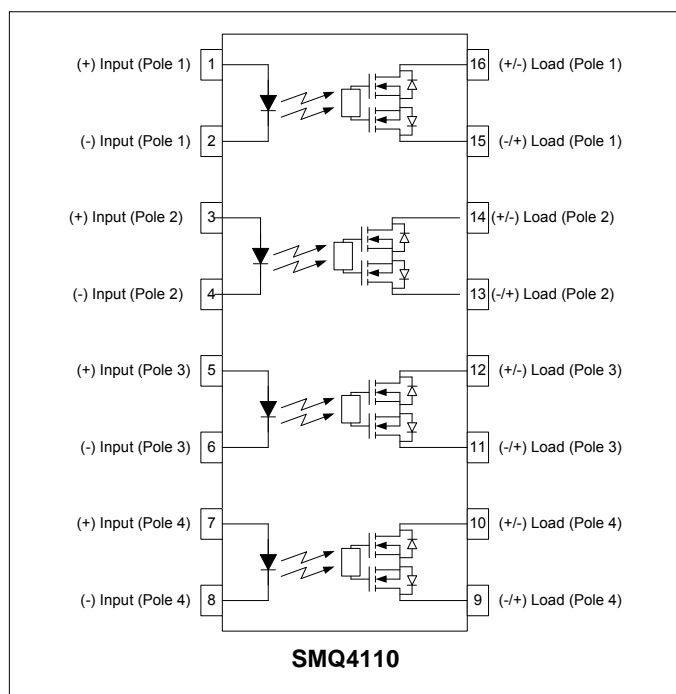 (+) Input (Pole 1) 1 16 (+/-) Load (Pole 1)
(-) Input (Pole 1) 2 15 (-/+) Load (Pole 1)
(+) Input (Pole 2) 3 14 (+/-) Load (Pole 2)
(-) Input (Pole 2) 4 13 (-/+) Load (Pole 2)
(+) Input (Pole 3) 5 12 (+/-) Load (Pole 3)
(-) Input (Pole 3) 6 11 (-/+) Load (Pole 3)
(+) Input (Pole 4) 7 10 (+/-) Load (Pole 4)
(-) Input (Pole 4) 8 9 (-/+) Load (Pole 4)
SMQ4110